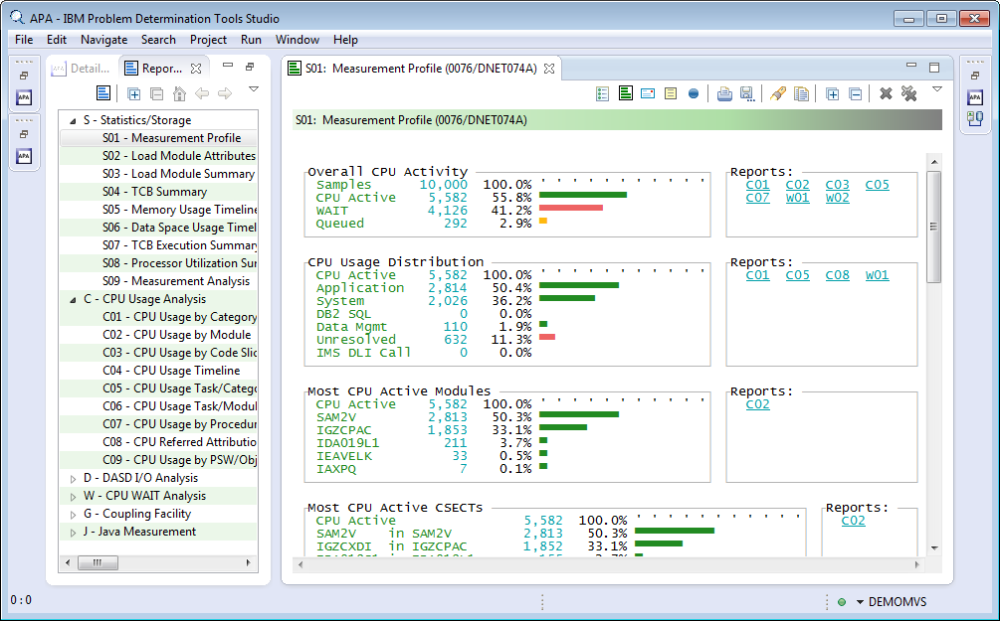 APA - IBM Problem Determination Tools Studio
File Edit Navigate Search Project Run Window Help
APA Detail... Repor...
S01: Measurement Profile (0076/DNET074A)
APA
APA
APA
S - Statistics/Storage
S01 - Measurement Profile
S02 - Load Module Attributes
S03 - Load Module Summary
S04 - TCB Summary
S05 - Memory Usage Timeline
S06 - Data Space Usage Timel
S07 - TCB Execution Summary
S08 - Processor Utilization Sur
S09 - Measurement Analysis
C - CPU Usage Analysis
C01 - CPU Usage by Category
C02 - CPU Usage by Module
C03 - CPU Usage by Code Slic
C04 - CPU Usage Timeline
C05 - CPU Usage Task/Catego
C06 - CPU Usage Task/Modul
C07 - CPU Usage by Procedur
C08 - CPU Referred Attributio
C09 - CPU Usage by PSW/Obj
D - DASD I/O Analysis
W - CPU WAIT Analysis
G - Coupling Facility
J - Java Measurement
S01: Measurement Profile (0076/DNET074A)
Overall CPU Activity
Samples 10,000 100.0%
CPU Active 5,582 55.8%
WAIT 4,126 41.2%
Queued 292 2.9%
Reports:
C01 C02 C03 C05
C07 W01 W02
CPU Usage Distribution
CPU Active 5,582 100.0%
Application 2,814 50.4%
System 2,026 36.2%
DB2 SQL 0 0.0%
Data Mgmt 110 1.9%
Unresolved 632 11.3%
IMS DLI Call 0 0.0%
Reports:
C01 C05 C08 W01
Most CPU Active Modules
CPU Active 5,582 100.0%
SAM2V 2,813 50.3%
IGZCPAC 1,853 33.1%
IDA019L1 211 3.7%
IEAVELK 33 0.5%
IAXPQ 7 0.1%
Reports:
C02
Most CPU Active CSECTs
CPU Active 5,582 100.0%
SAM2V in SAM2V 2,813 50.3%
IGZCXDI in IGZCPAC 1,852 33.1%
Reports:
C02
0 : 0
DEMOMVS